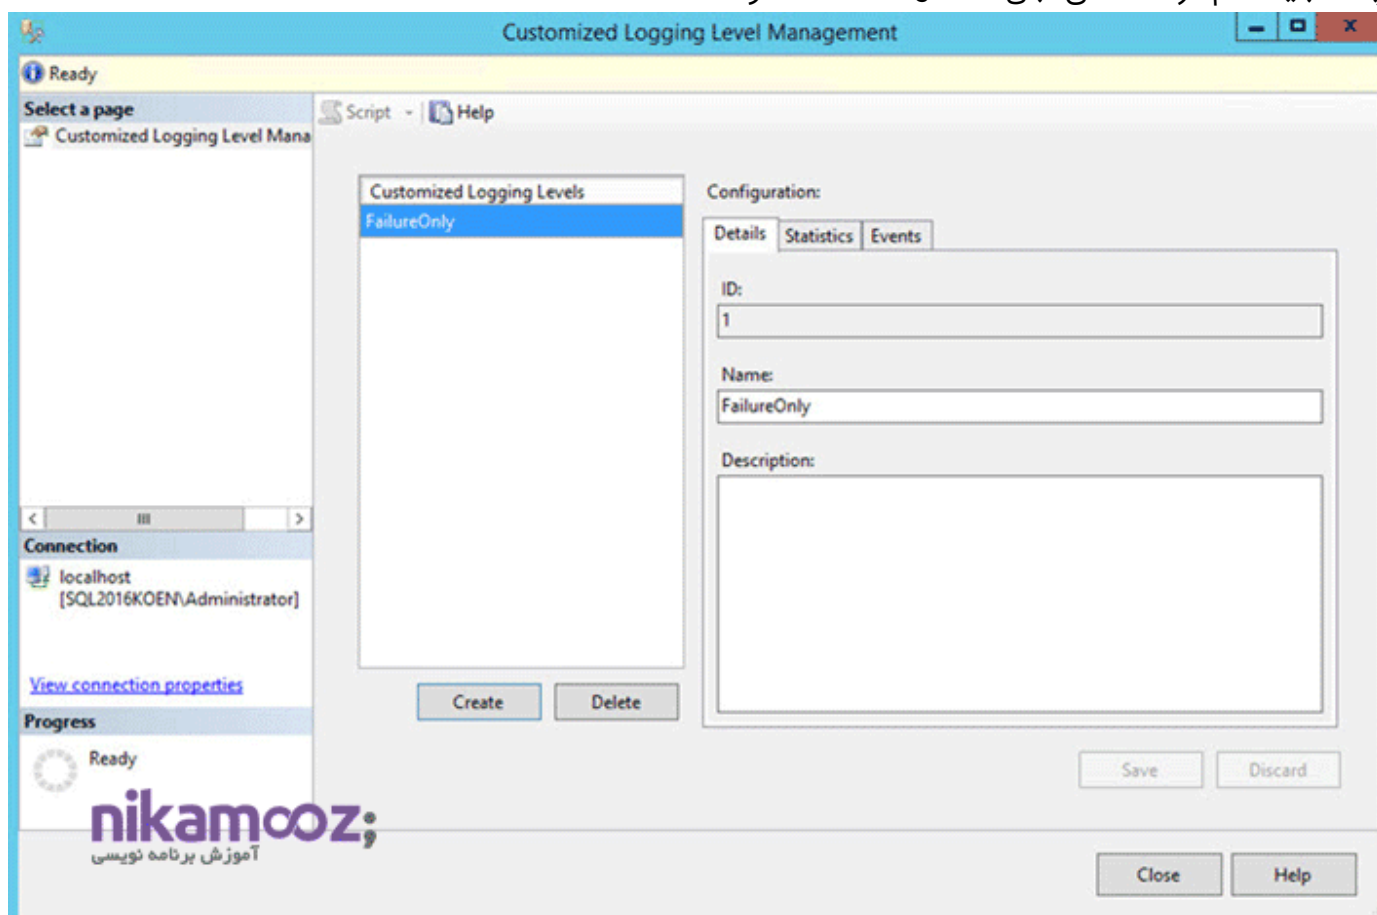 Customized Logging Level Management
Ready
Select a page
Script
Help
Customized Logging Level Mana
Customized Logging Levels
FailureOnly
Configuration:
Details Statistics Events
ID:
1
Name:
FailureOnly
Description:
Connection
localhost
[SQL2016KOEN\Administrator]
View connection properties
Create Delete
Progress
Ready
Save Discard
nikamooz;
آموزش برنامه نویسی
Close Help